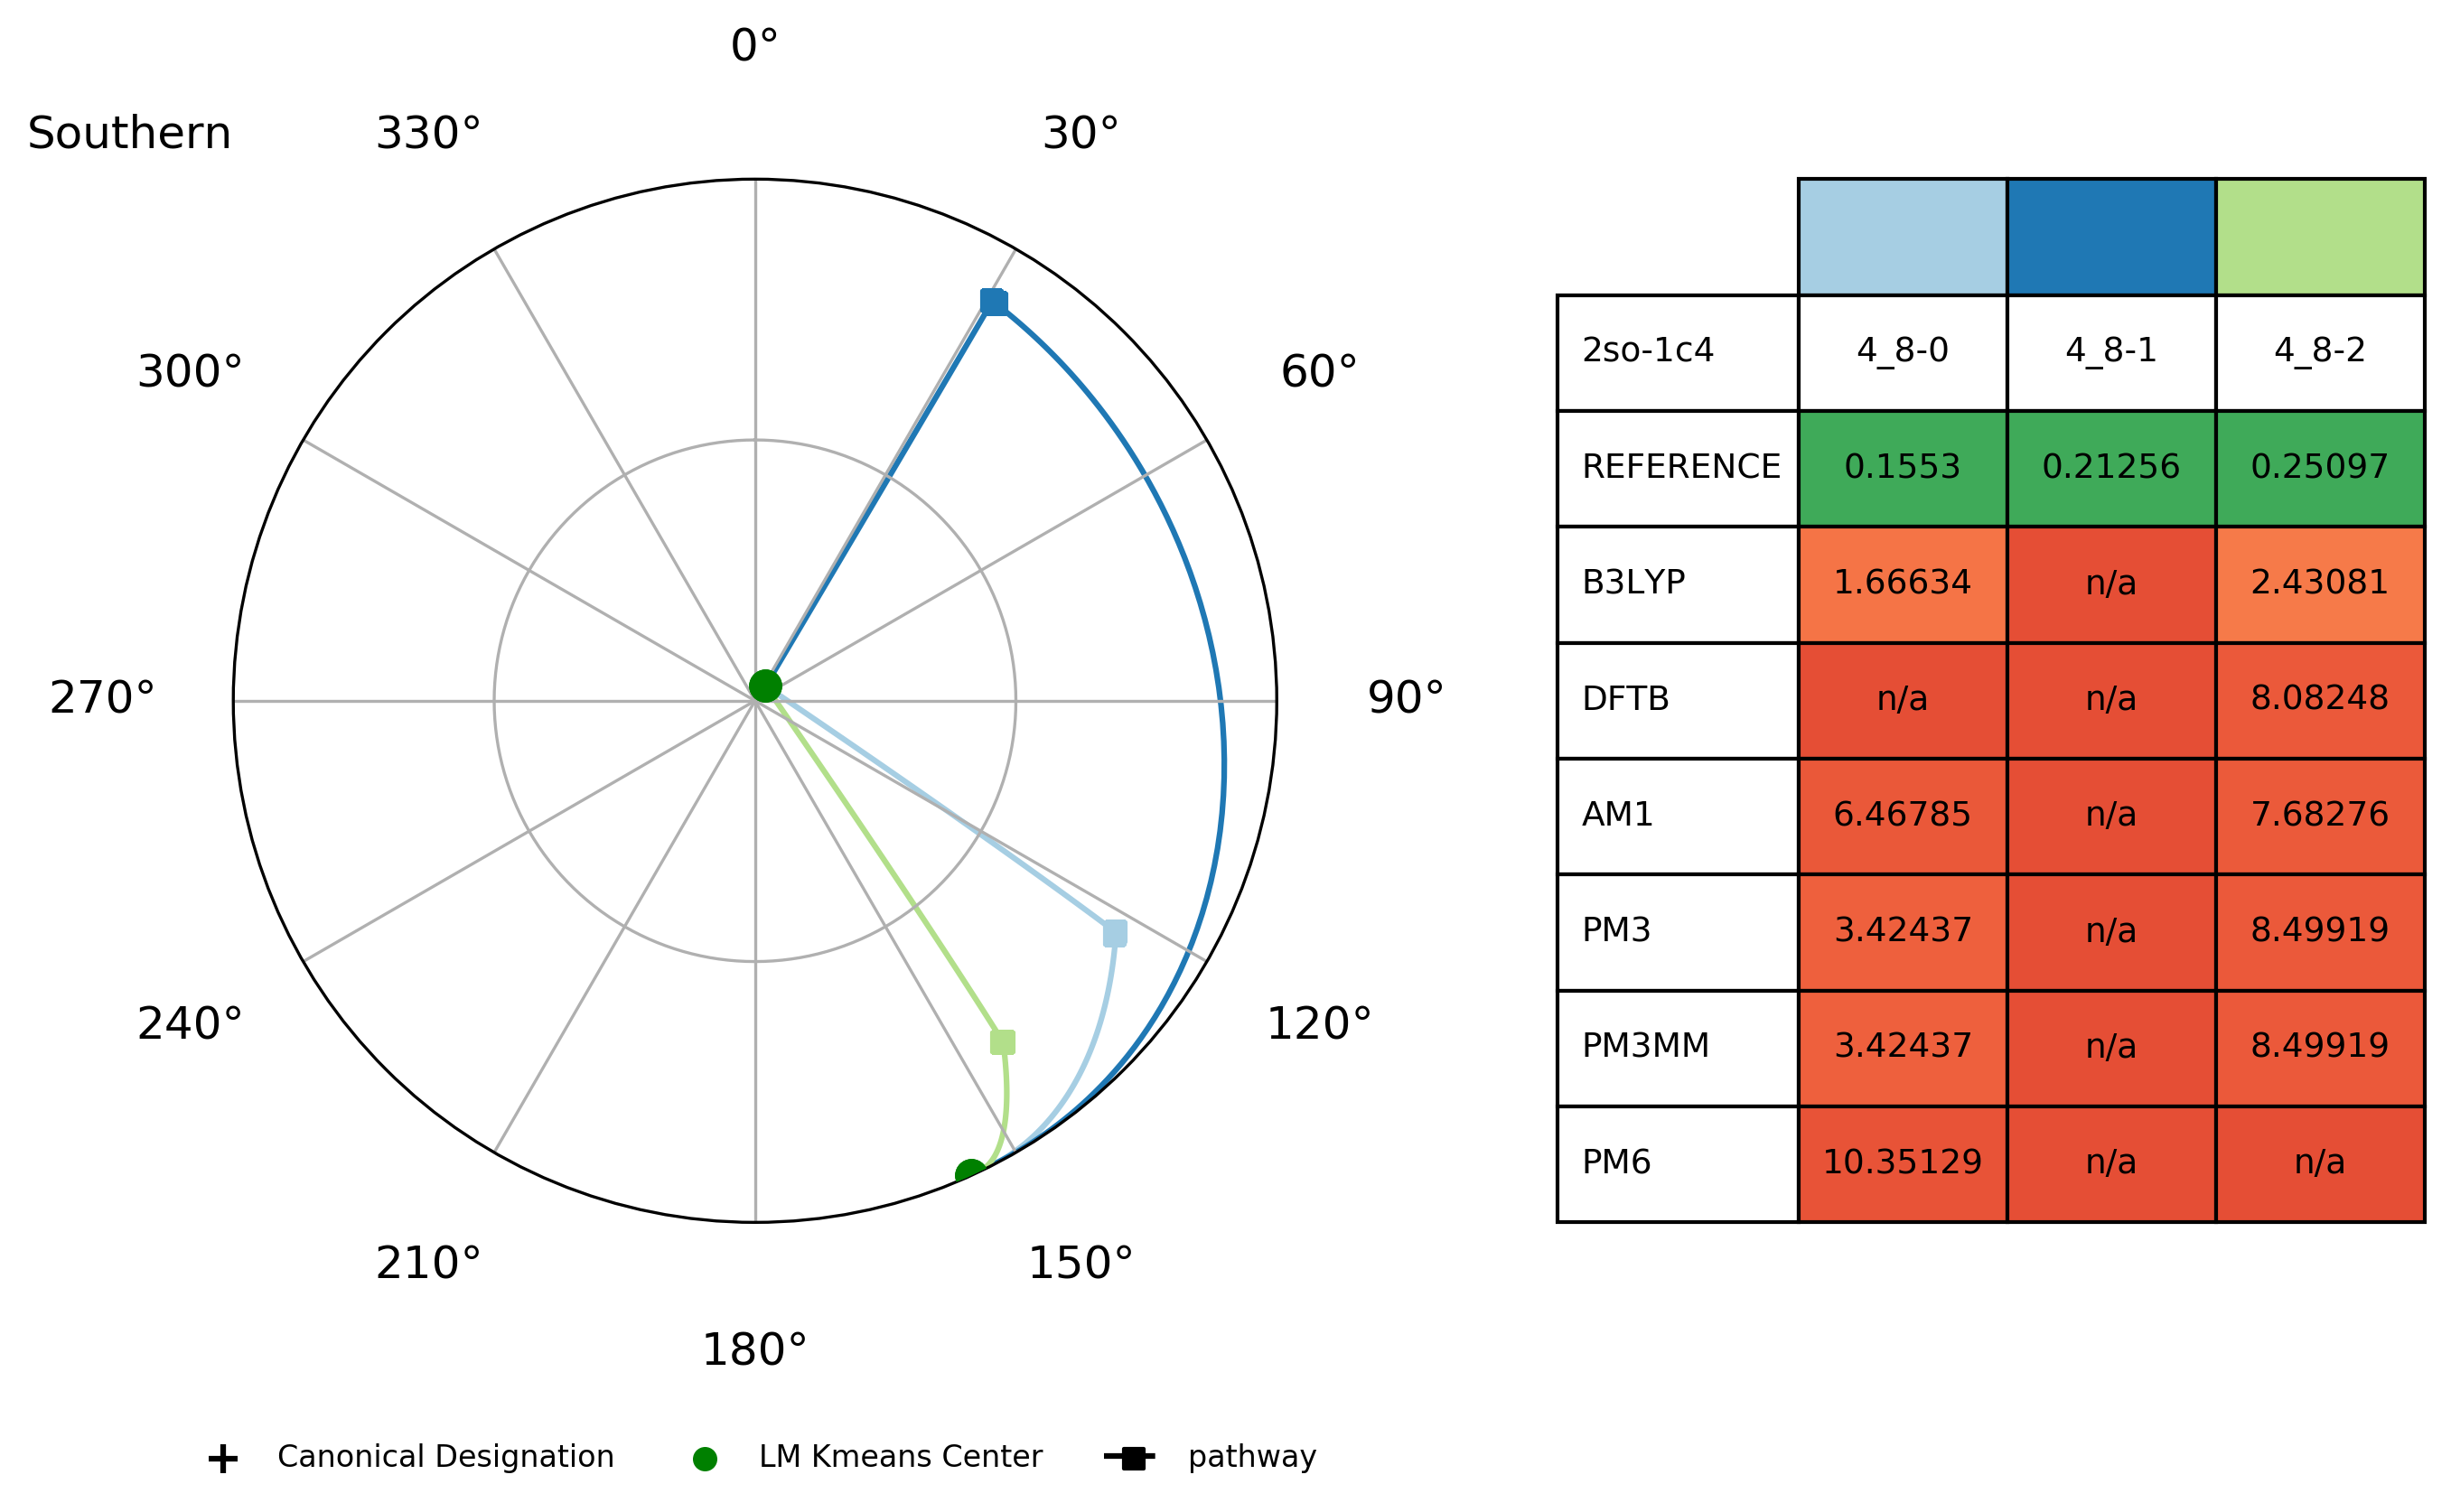 0°
Southern
330°
30°
300°
60°
270°
90°
240°
120°
210°
150°
180°
2so-1c4 4_8-0 4_8-1 4_8-2
REFERENCE 0.1553 0.21256 0.25097
B3LYP 1.66634 n/a 2.43081
DFTB n/a n/a 8.08248
AM1 6.46785 n/a 7.68276
PM3 3.42437 n/a 8.49919
PM3MM 3.42437 n/a 8.49919
PM6 10.35129 n/a n/a
Canonical Designation LM Kmeans Center pathway